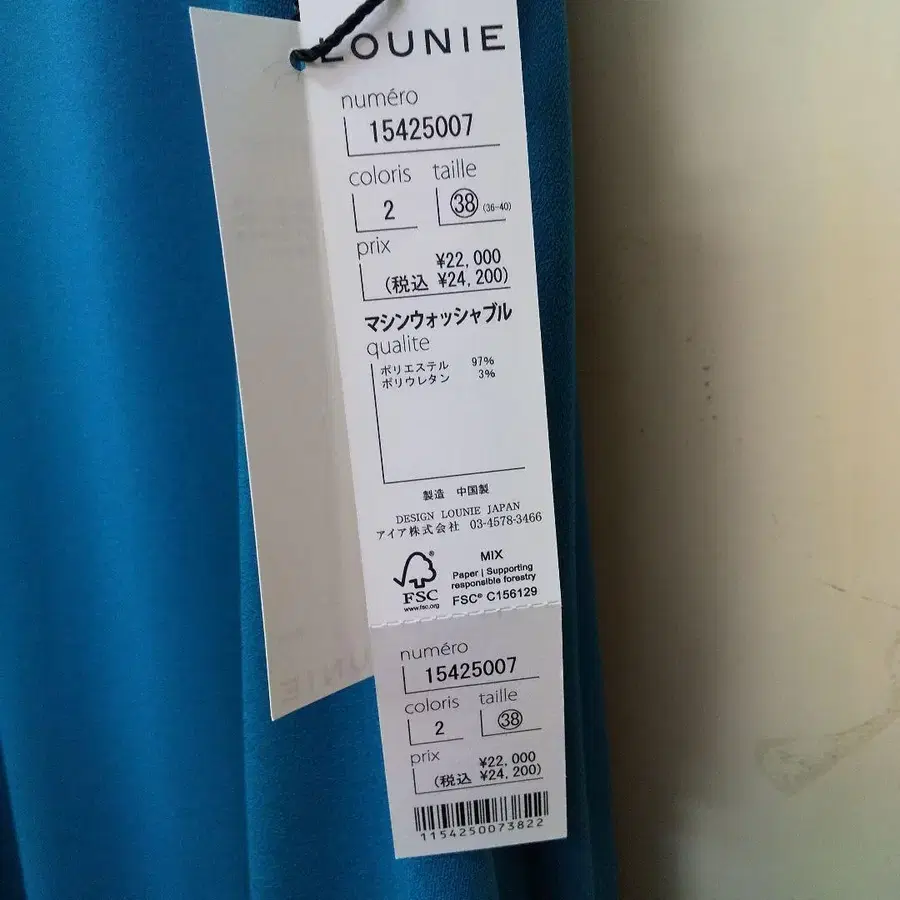 LOUNIE
numéro
15425007
coloris taille
2 38 (36-40)
prix
¥22,000
(税込 ¥24,200)
マシンウォッシャブル
qualite
ポリエステル 97%
ポリウレタン 3%
製造 中国製
DESIGN LOUNIE JAPAN
アイア株式会社 03-4578-3466
MIX
Paper | Supporting
responsible forestry
FSC® C156129
FSC
www.fsc.org
numéro
15425007
coloris taille
2 38
prix
¥22,000
(税込 ¥24,200)
1154250073822